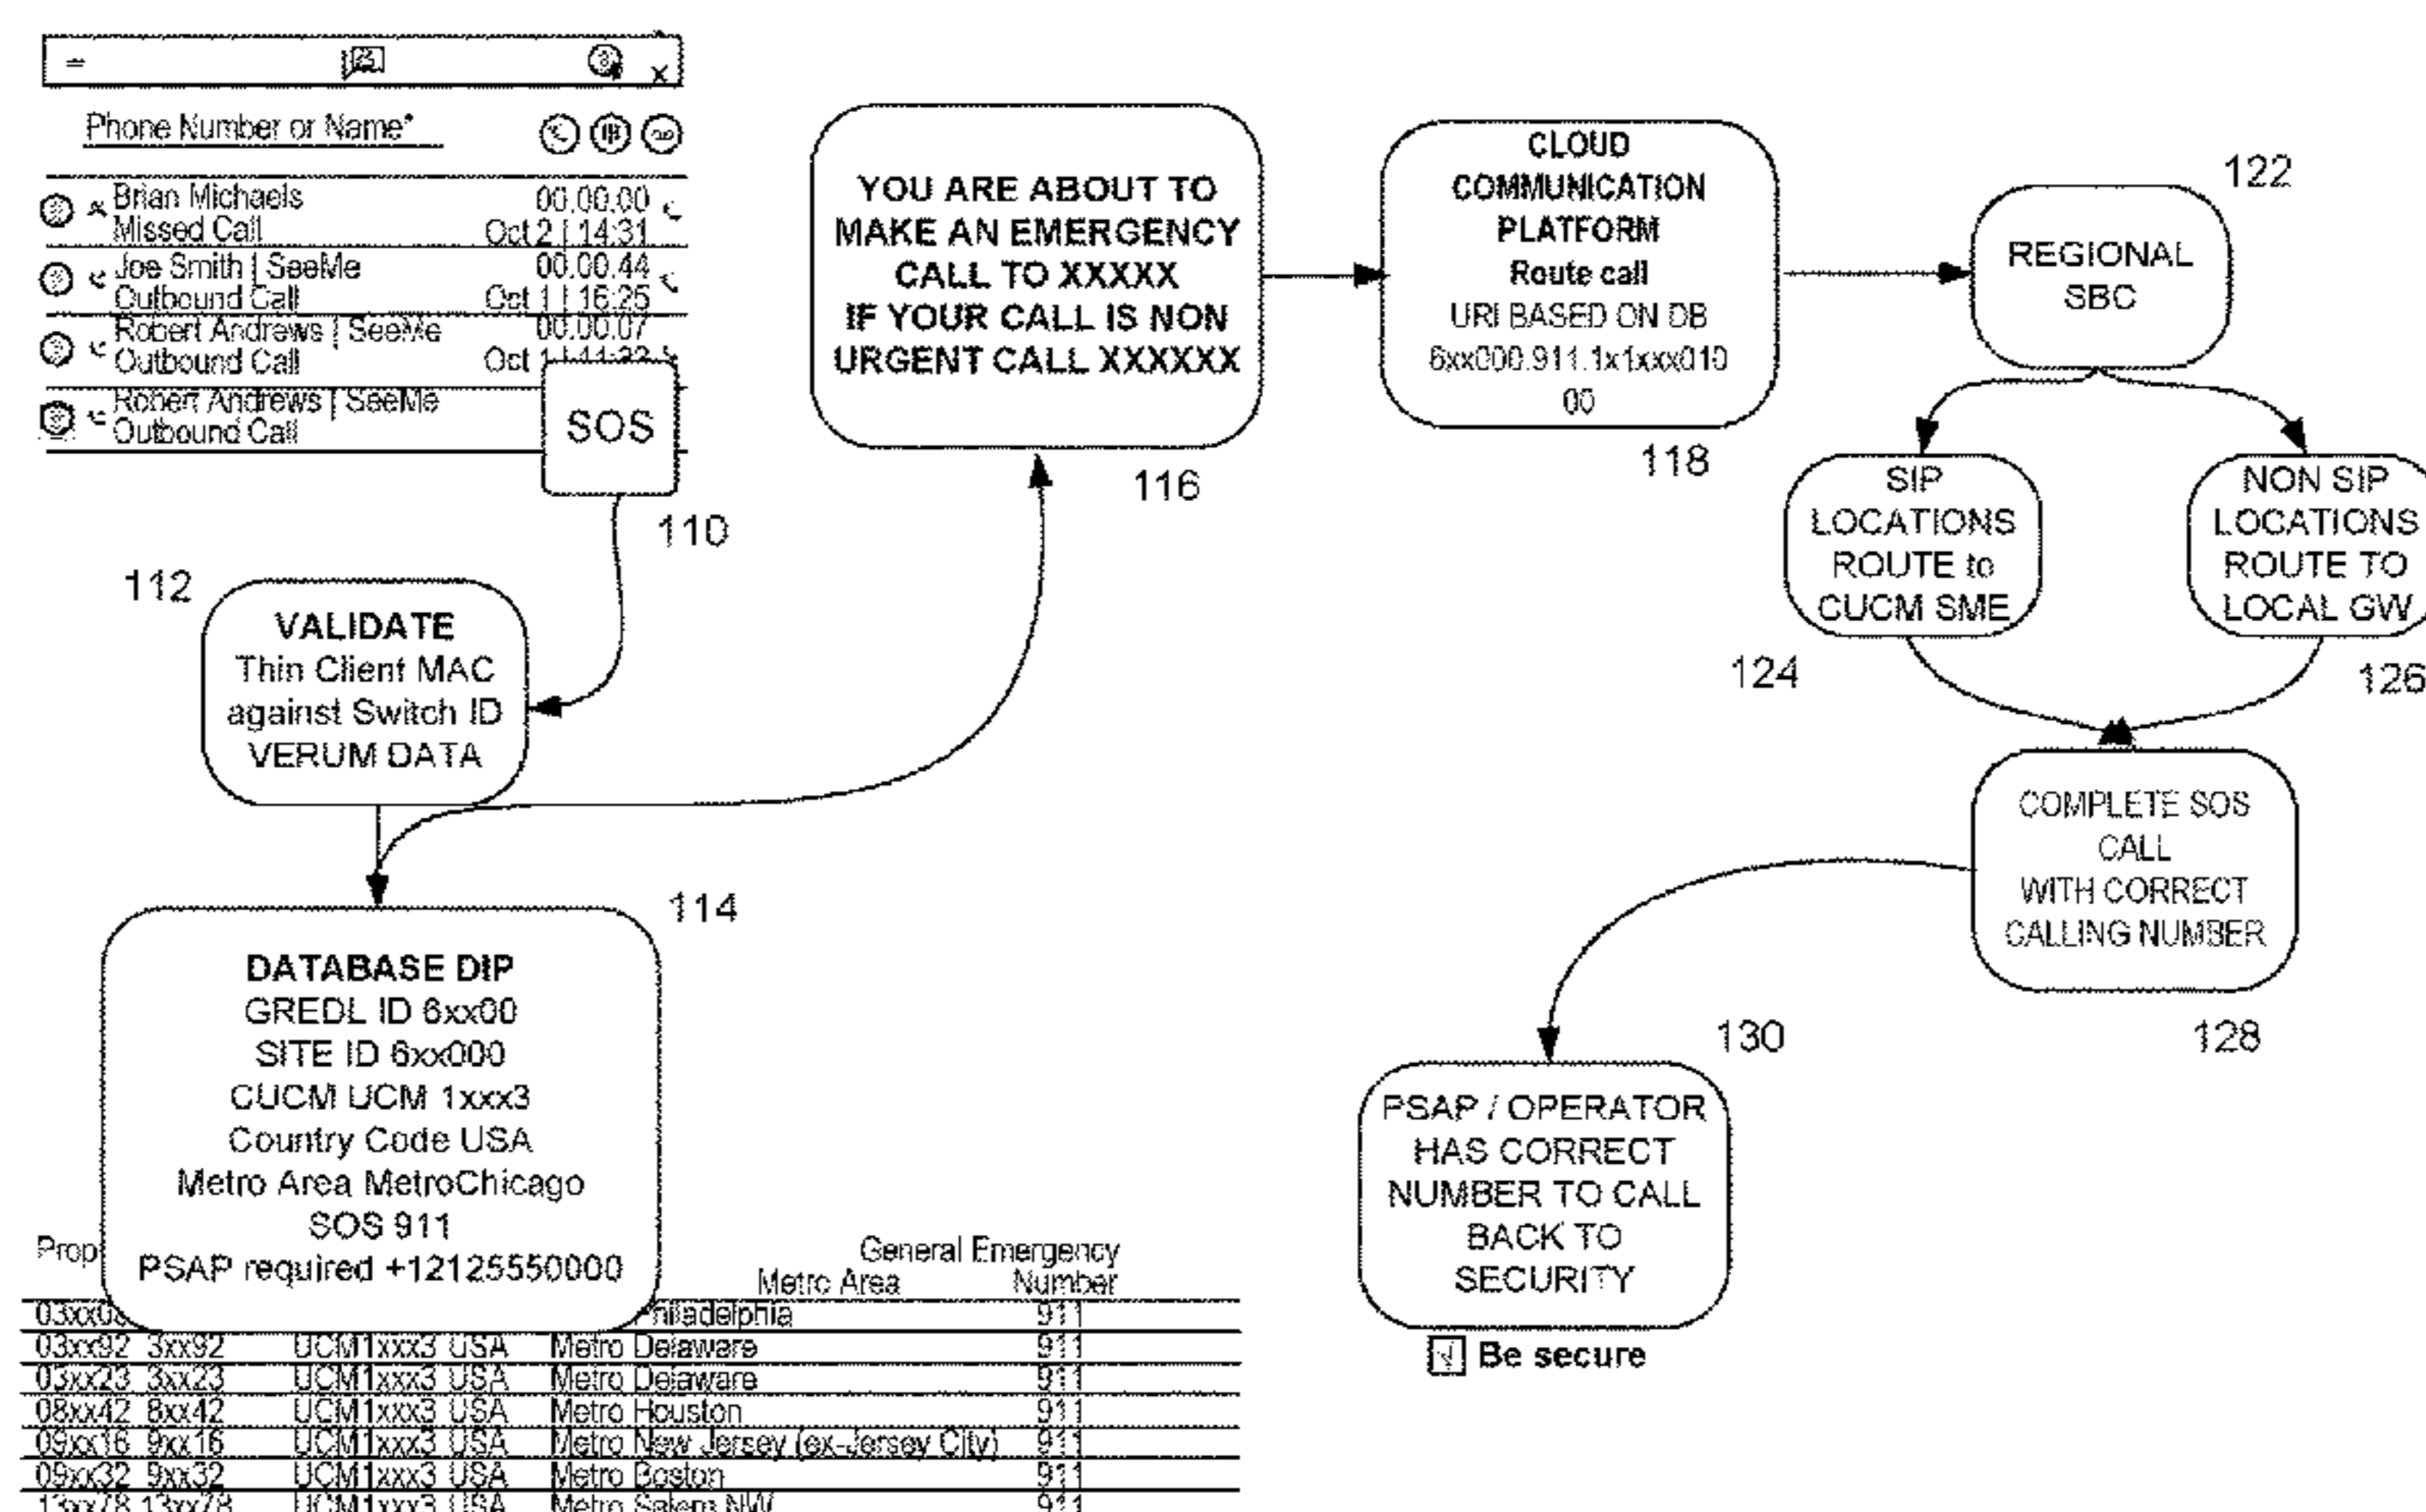 Phone Number or Name*
Brian Michaels 00.00.00
Missed Call Oct 2 | 14:31
Joe Smith | SeeMe 00.00.44
Outbound Call Oct 1 | 16:25
Robert Andrews | SeeMe 00.00.07
Outbound Call Oct
Robert Andrews | SeeMe
Outbound Call
SOS
110
112
VALIDATE
Thin Client MAC
against Switch ID
VERUM DATA
114
DATABASE DIP
GREDL ID 6xx00
SITE ID 6xx000
CUCM UCM 1xxx3
Country Code USA
Metro Area MetroChicago
SOS 911
PSAP required +12125550000
Prop General Emergency
Metro Area Number
911
03xx92 3xx92 UCM1xxx3 USA Metro Delaware 911
03xx23 3xx23 UCM1xxx3 USA Metro Delaware 911
08xx42 8xx42 UCM1xxx3 USA Metro Houston 911
09xx16 9xx16 UCM1xxx3 USA Metro New Jersey (ex-Jersey City) 911
09xx32 9xx32 UCM1xxx3 USA Metro Boston 911
13xx78 13xx78 UCM1xxx3 USA Metro Salem NW 911
YOU ARE ABOUT TO
MAKE AN EMERGENCY
CALL TO XXXXX
IF YOUR CALL IS NON
URGENT CALL XXXXXX
116
CLOUD
COMMUNICATION
PLATFORM
Route call
URI BASED ON DB
6xx000.911.1x1xxx010
00
118
122
REGIONAL
SBC
SIP
LOCATIONS
ROUTE to
CUCM SME
124
NON SIP
LOCATIONS
ROUTE TO
LOCAL GW
126
COMPLETE SOS
CALL
WITH CORRECT
CALLING NUMBER
128
130
PSAP / OPERATOR
HAS CORRECT
NUMBER TO CALL
BACK TO
SECURITY
Be secure